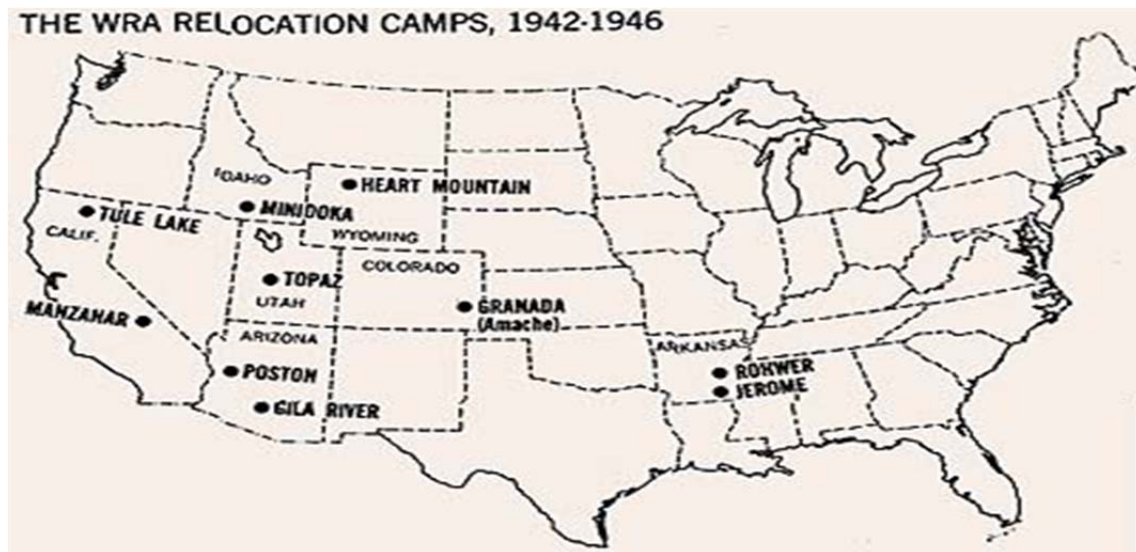 THE WRA RELOCATION CAMPS, 1942-1946
IDAHO
HEART MOUNTAIN
MINIDOKA
TULE LAKE
CALIF.
WYOMING
COLORADO
TOPAZ
UTAH
MANZAHAR
GRANADA
(Amache)
ARIZONA
ARKANSAS
POSTON
ROHWER
JEROME
GILA RIVER